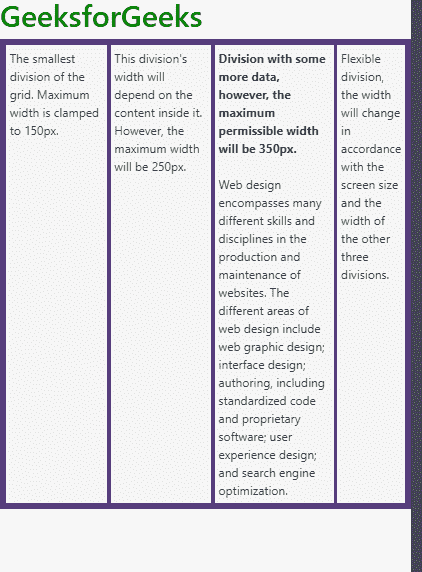 GeeksforGeeks
The smallest
division of the
grid. Maximum
width is clamped
to 150px.
This division's
width will
depend on the
content inside it.
However, the
maximum width
will be 250px.
Division with some
more data,
however, the
maximum
permissible width
will be 350px.
Web design
encompasses many
different skills and
disciplines in the
production and
maintenance of
websites. The
different areas of
web design include
web graphic design;
interface design;
authoring, including
standardized code
and proprietary
software; user
experience design;
and search engine
optimization.
Flexible
division,
the width
will change
in
accordance
with the
screen size
and the
width of
the other
three
divisions.